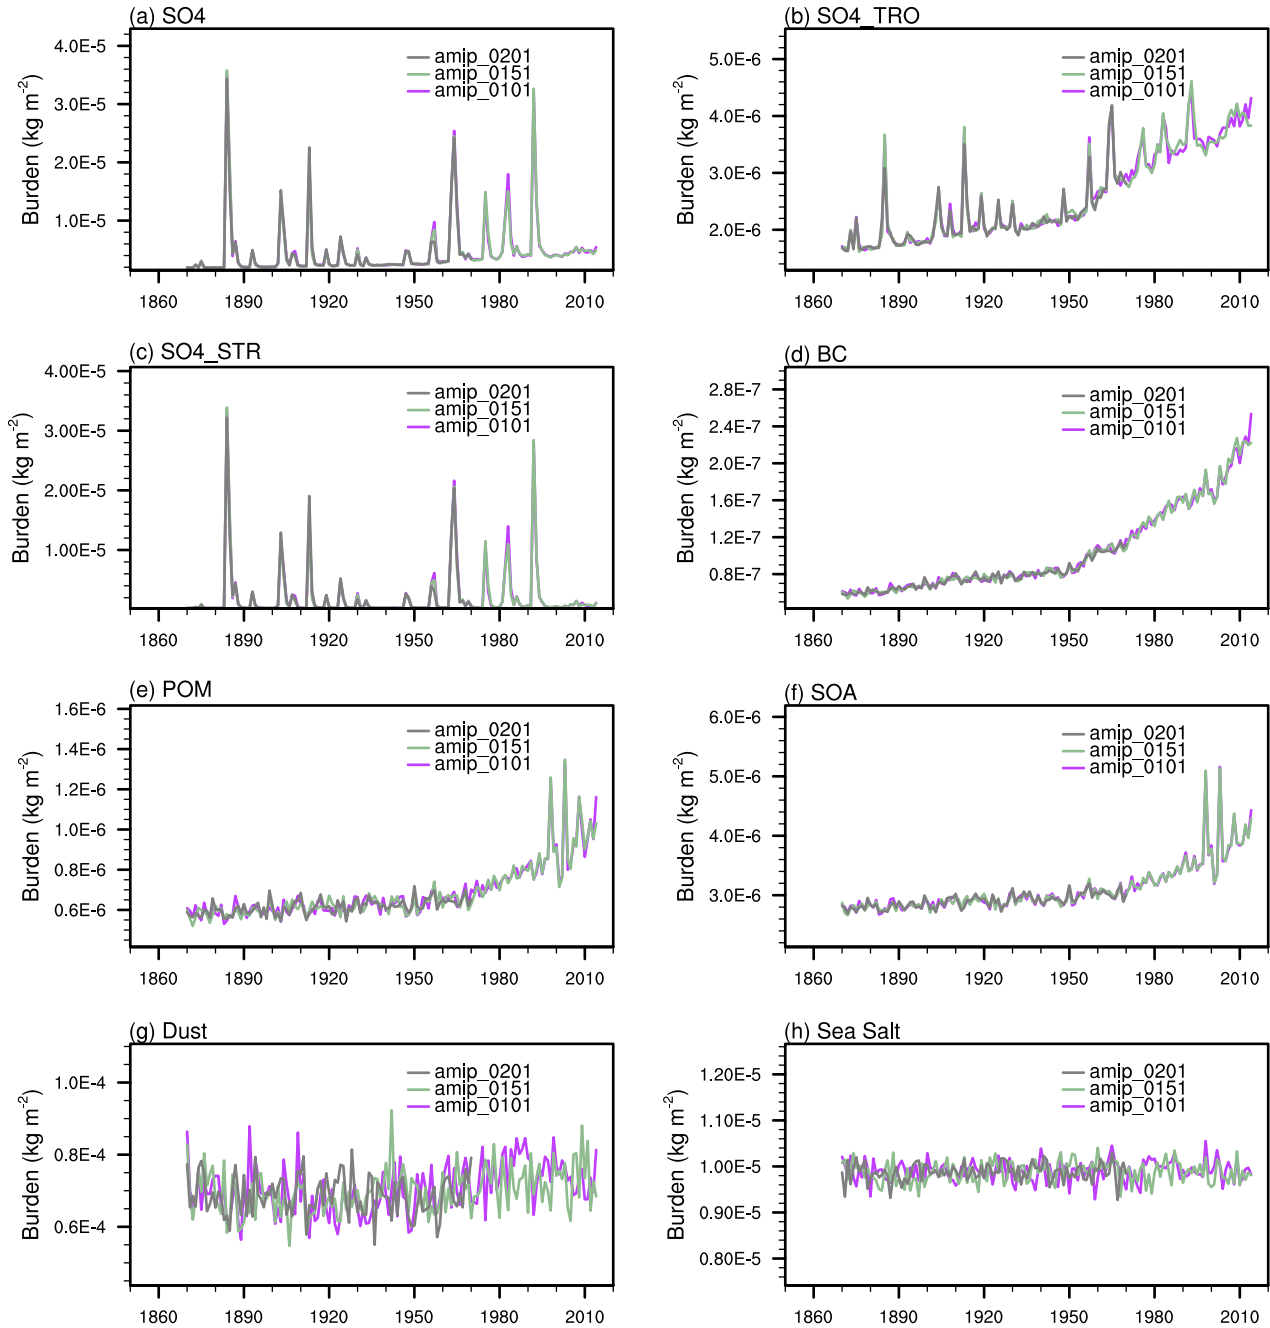 (a) SO4
4.0E-5
3.0E-5
2.0E-5
1.0E-5
Burden (kg m-2)
amip_0201
amip_0151
amip_0101
1860 1890 1920 1950 1980 2010
(b) SO4_TRO
5.0E-6
4.0E-6
3.0E-6
2.0E-6
Burden (kg m-2)
amip_0201
amip_0151
amip_0101
1860 1890 1920 1950 1980 2010
(c) SO4_STR
4.00E-5
3.00E-5
2.00E-5
1.00E-5
Burden (kg m-2)
amip_0201
amip_0151
amip_0101
1860 1890 1920 1950 1980 2010
(d) BC
2.8E-7
2.4E-7
2.0E-7
1.6E-7
1.2E-7
0.8E-7
Burden (kg m-2)
amip_0201
amip_0151
amip_0101
1860 1890 1920 1950 1980 2010
(e) POM
1.6E-6
1.4E-6
1.2E-6
1.0E-6
0.8E-6
0.6E-6
Burden (kg m-2)
amip_0201
amip_0151
amip_0101
1860 1890 1920 1950 1980 2010
(f) SOA
6.0E-6
5.0E-6
4.0E-6
3.0E-6
Burden (kg m-2)
amip_0201
amip_0151
amip_0101
1860 1890 1920 1950 1980 2010
(g) Dust
1.0E-4
0.8E-4
0.6E-4
Burden (kg m-2)
amip_0201
amip_0151
amip_0101
1860 1890 1920 1950 1980 2010
(h) Sea Salt
1.20E-5
1.10E-5
1.00E-5
0.90E-5
0.80E-5
Burden (kg m-2)
amip_0201
amip_0151
amip_0101
1860 1890 1920 1950 1980 2010